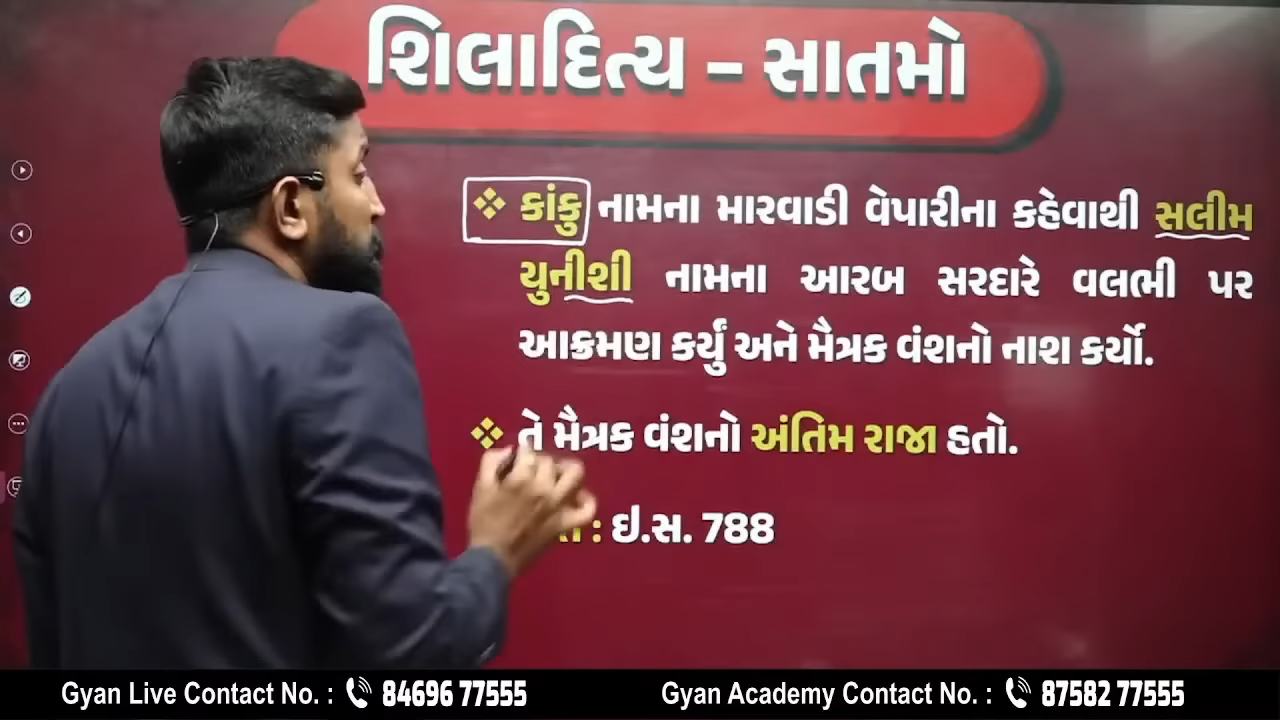 શિલાદિત્ય – સાતમો
❖ કાંકુ નામના મારવાડી વેપારીના કહેવાથી સલીમ
યુનીશી નામના આરબ સરદારે વલભી પર
આક્રમણ કર્યું અને મૈત્રક વંશનો નાશ કર્યો.
❖ તે મૈત્રક વંશનો અંતિમ રાજા હતો.
: ઈ.સ. 788
Gyan Live Contact No. : 84696 77555
Gyan Academy Contact No. : 87582 77555